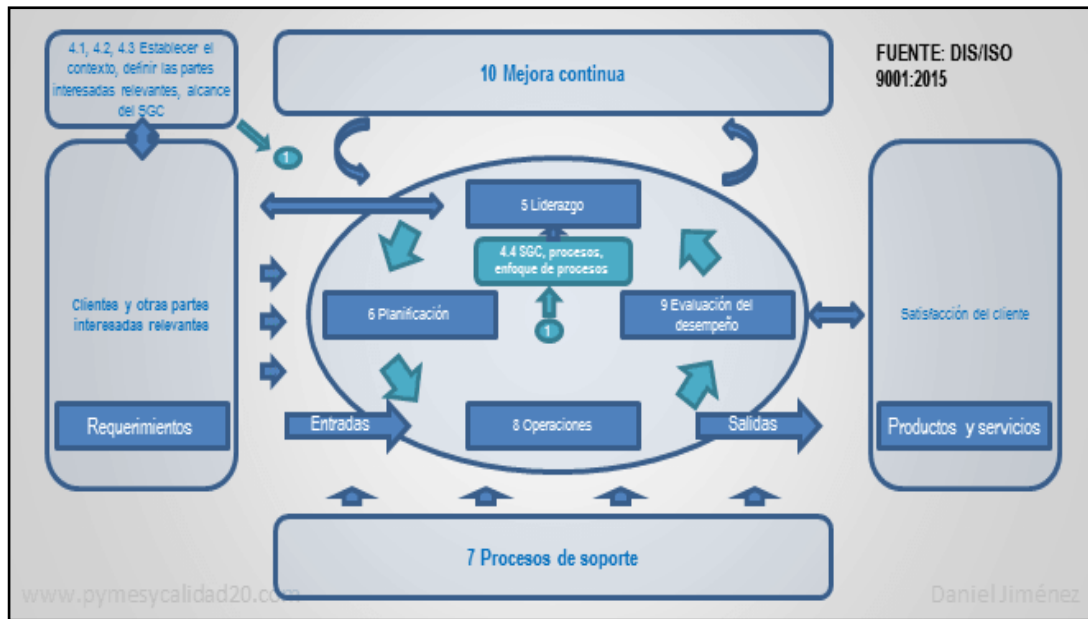 4.1, 4.2, 4.3 Establecer el
contexto, definir las partes
interesadas relevantes, alcance
del SGC
10 Mejora continua
FUENTE: DIS/ISO
9001:2015
1
5 Liderazgo
4.4 SGC, procesos,
enfoque de procesos
Clientes y otras partes
interesadas relevantes
6 Planificación
1
9 Evaluación del
desempeño
Satisfacción del cliente
Requerimientos
Entradas
8 Operaciones
Salidas
Productos y servicios
7 Procesos de soporte
www.pymesycalidad20.com
Daniel Jiménez